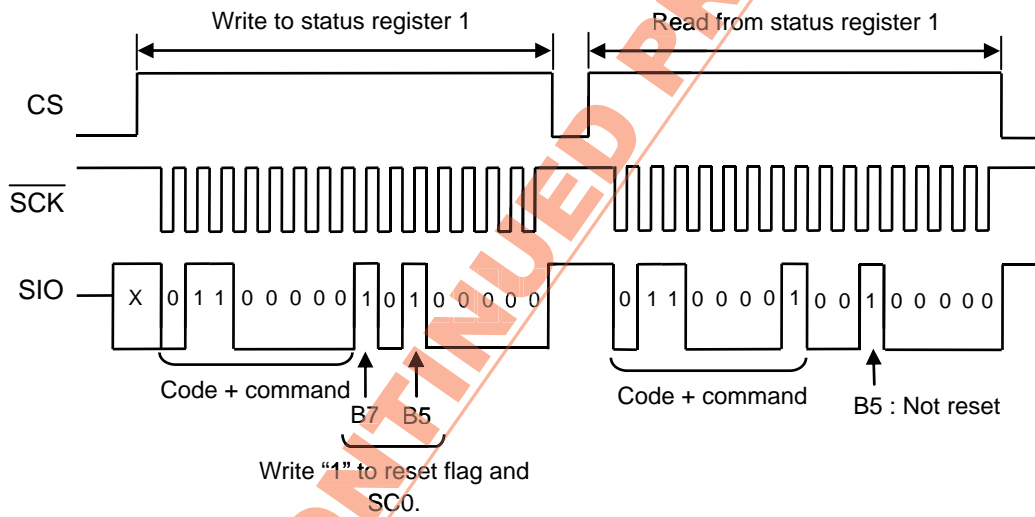 Write to status register 1
Read from status register 1
CS
SCK
SIO
X 0 1 1 0 0 0 0 0 1 0 1 0 0 0 0 0
0 1 1 0 0 0 0 1 0 0 1 0 0 0 0 0
Code + command
B7 B5
Code + command
B5 : Not reset
Write “1” to reset flag and
SC0.